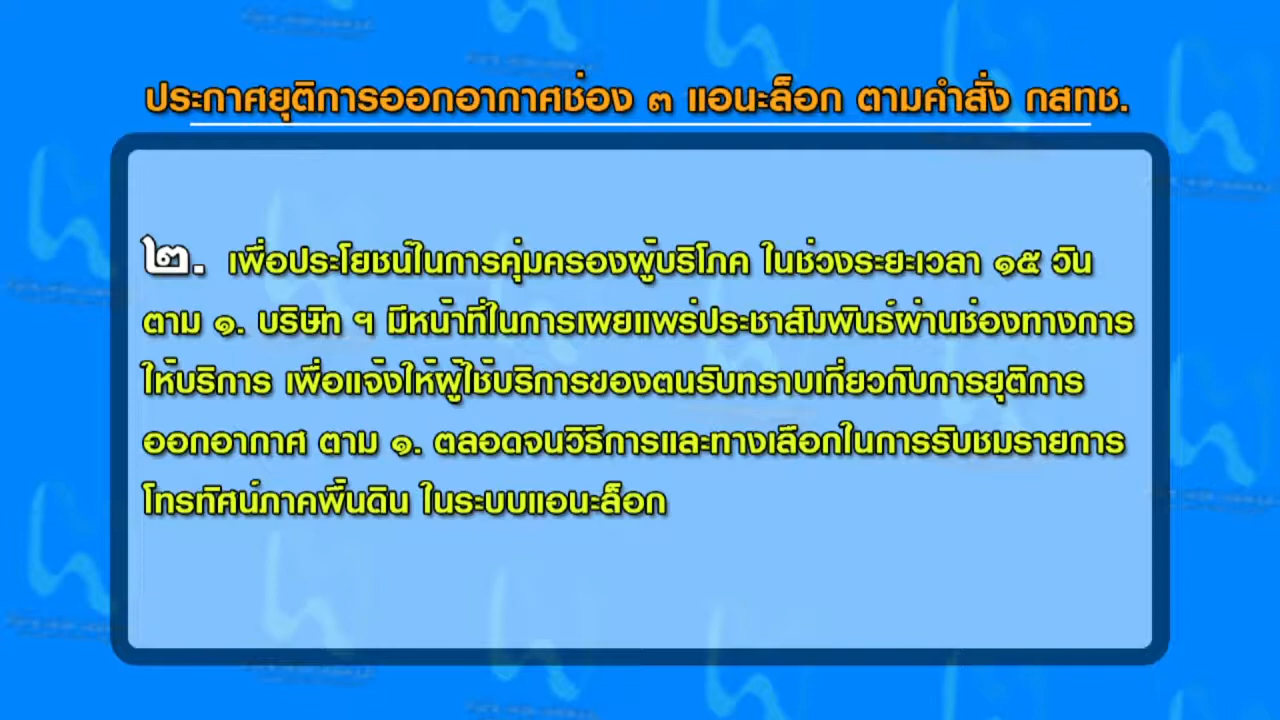 ประกาศยุติการออกอากาศช่อง ๓ แอนะล็อก ตามคำสั่ง กสทช.
๒. เพื่อประโยชน์ในการคุ่มครองผู้บริโภค ในช่วงระยะเวลา ๑๕ วัน
ตาม ๑. บริษัท ฯ มีหน้าที่ในการเผยแพร่ประชาสัมพันธ์ผ่านช่องทางการ
ให้บริการ เพื่อแจ้งให้ผู้ใช้บริการของตนรับทราบเกี่ยวกับการยุติการ
ออกอากาศ ตาม ๑. ตลอดจนวิธีการและทางเลือกในการรับชมรายการ
โทรทัศน์ภาคพื้นดิน ในระบบแอนะล็อก